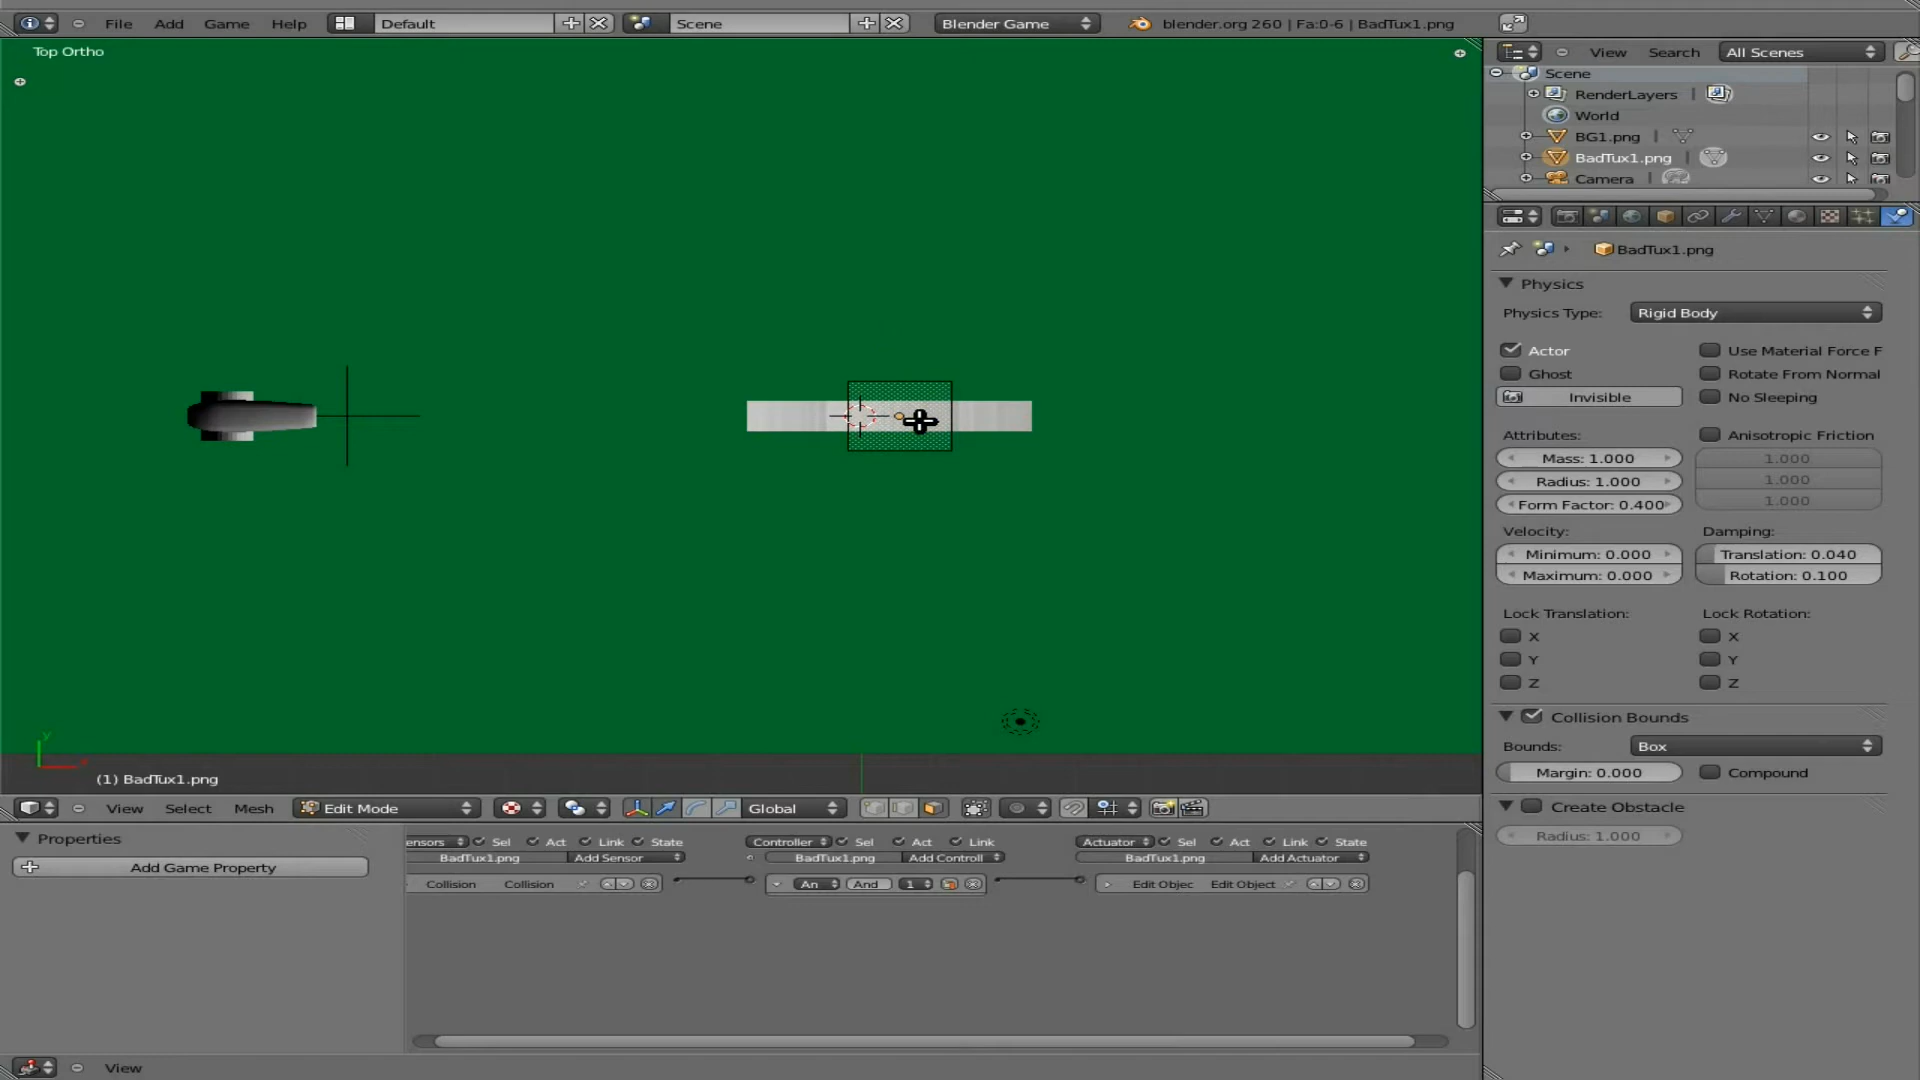 File Add Game Help Default Scene Blender Game blender.org 260 | Fa:0-6 | BadTux1.png
Top Ortho
View Search All Scenes
Scene
RenderLayers
World
BG1.png
BadTux1.png
Camera
BadTux1.png
Physics
Physics Type: Rigid Body
Actor Use Material Force F
Ghost Rotate From Normal
Invisible No Sleeping
Attributes: Anisotropic Friction
Mass: 1.000 1.000
Radius: 1.000 1.000
Form Factor: 0.400 1.000
Velocity: Damping:
Minimum: 0.000 Translation: 0.040
Maximum: 0.000 Rotation: 0.100
Lock Translation: Lock Rotation:
X X
Y Y
Z Z
Collision Bounds
Bounds: Box
Margin: 0.000 Compound
Create Obstacle
Radius: 1.000
y
(1) BadTux1.png
View Select Mesh Edit Mode Global
Properties
Add Game Property
ensors Sel Act Link State Controller Sel Act Link Actuator Sel Act Link State
BadTux1.png Add Sensor BadTux1.png Add Controll BadTux1.png Add Actuator
Collision Collision An And 1 Edit Objec Edit Object
View